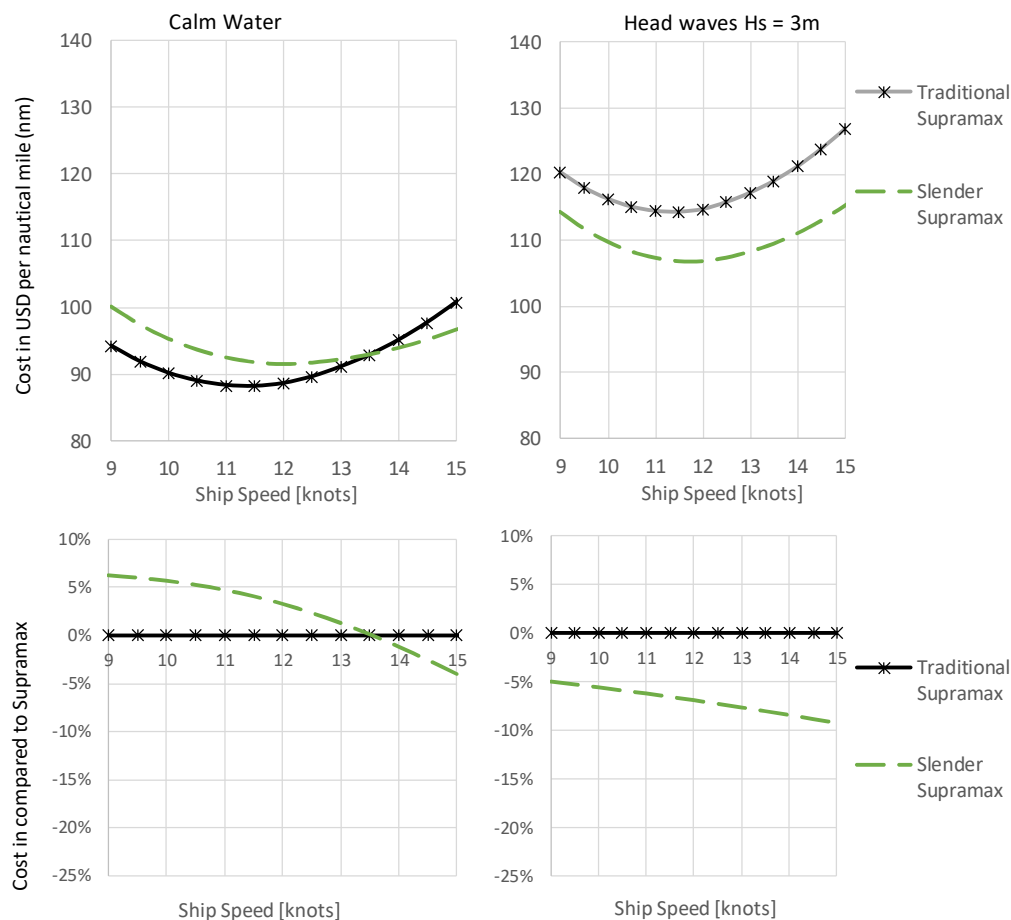 Calm Water
Head waves Hs = 3m
Cost in USD per nautical mile (nm)
140
130
120
110
100
90
80
9 10 11 12 13 14 15
Ship Speed [knots]
140
130
120
110
100
90
80
9 10 11 12 13 14 15
Ship Speed [knots]
Traditional
Supramax
Slender
Supramax
Cost in compared to Supramax
10%
5%
0%
-5%
-10%
-15%
-20%
-25%
9 10 11 12 13 14 15
Ship Speed [knots]
10%
5%
0%
-5%
-10%
-15%
-20%
-25%
9 10 11 12 13 14 15
Ship Speed [knots]
Traditional
Supramax
Slender
Supramax